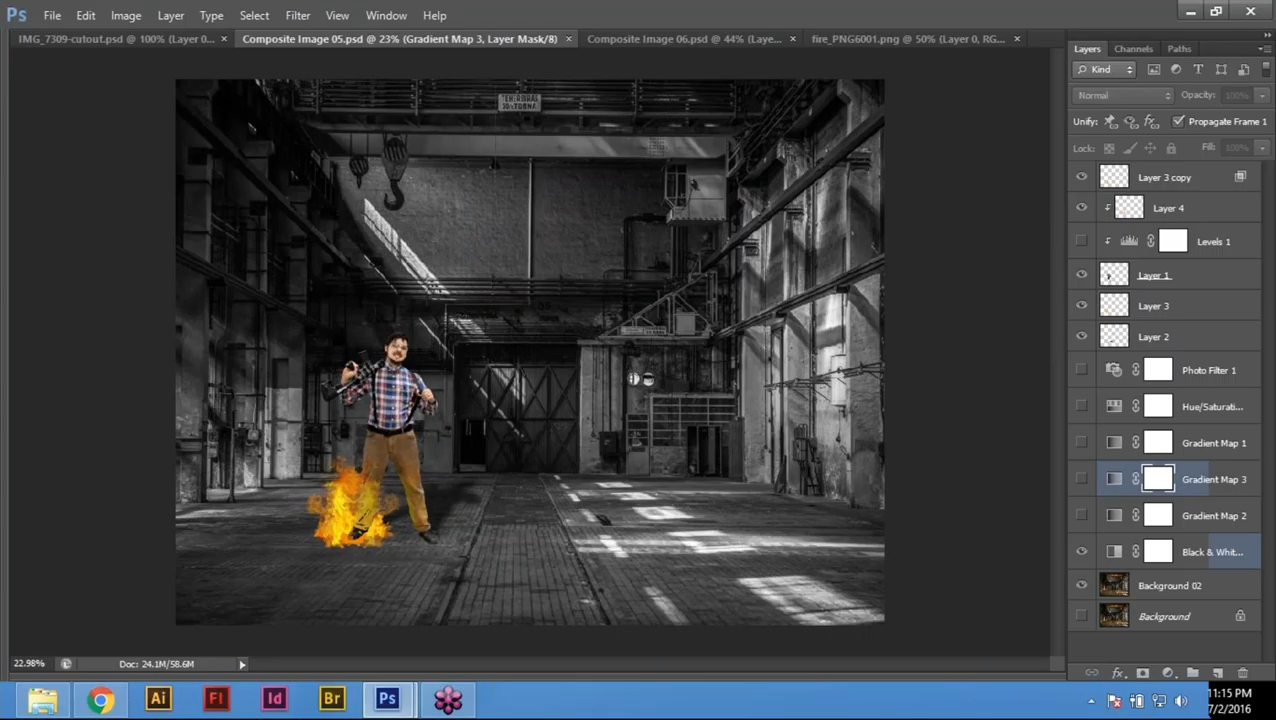 Ps File Edit Image Layer Type Select Filter View Window Help
IMG_7309-cutout.psd @ 100% (Layer 0... × Composite Image 05.psd @ 23% (Gradient Map 3, Layer Mask/8) × Composite Image 06.psd @ 44% (Laye... × fire_PNG6001.png @ 50% (Layer 0, RG... ×
Layers Channels Paths
Kind
Normal Opacity: 100%
Unify: Propagate Frame 1
Lock: Fill: 100%
Layer 3 copy
Layer 4
Levels 1
Layer 1
Layer 3
Layer 2
Photo Filter 1
Hue/Saturati...
Gradient Map 1
Gradient Map 3
Gradient Map 2
Black & Whit...
Background 02
Background
22.98% Doc: 24.1M/58.6M
fx
Ai Fl Id Br Ps
11:15 PM
7/2/2016